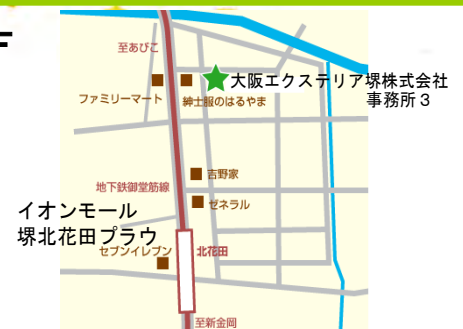 至あびこ
大阪エクステリア堺株式会社
事務所３
ファミリーマート
紳士服のはるやま
吉野家
地下鉄御堂筋線
ゼネラル
イオンモール
堺北花田プラウ
セブンイレブン
北花田
至新金岡